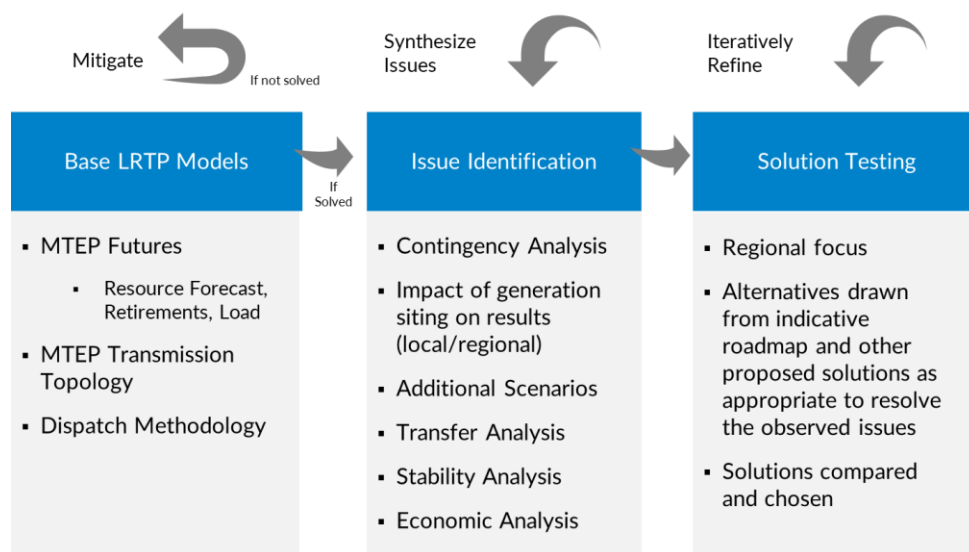 Mitigate
If not solved
Base LRTP Models
If
Solved
▪ MTEP Futures
▪ Resource Forecast,
Retirements, Load
▪ MTEP Transmission
Topology
▪ Dispatch Methodology
Synthesize
Issues
Issue Identification
▪ Contingency Analysis
▪ Impact of generation
siting on results
(local/regional)
▪ Additional Scenarios
▪ Transfer Analysis
▪ Stability Analysis
▪ Economic Analysis
Iteratively
Refine
Solution Testing
▪ Regional focus
▪ Alternatives drawn
from indicative
roadmap and other
proposed solutions as
appropriate to resolve
the observed issues
▪ Solutions compared
and chosen